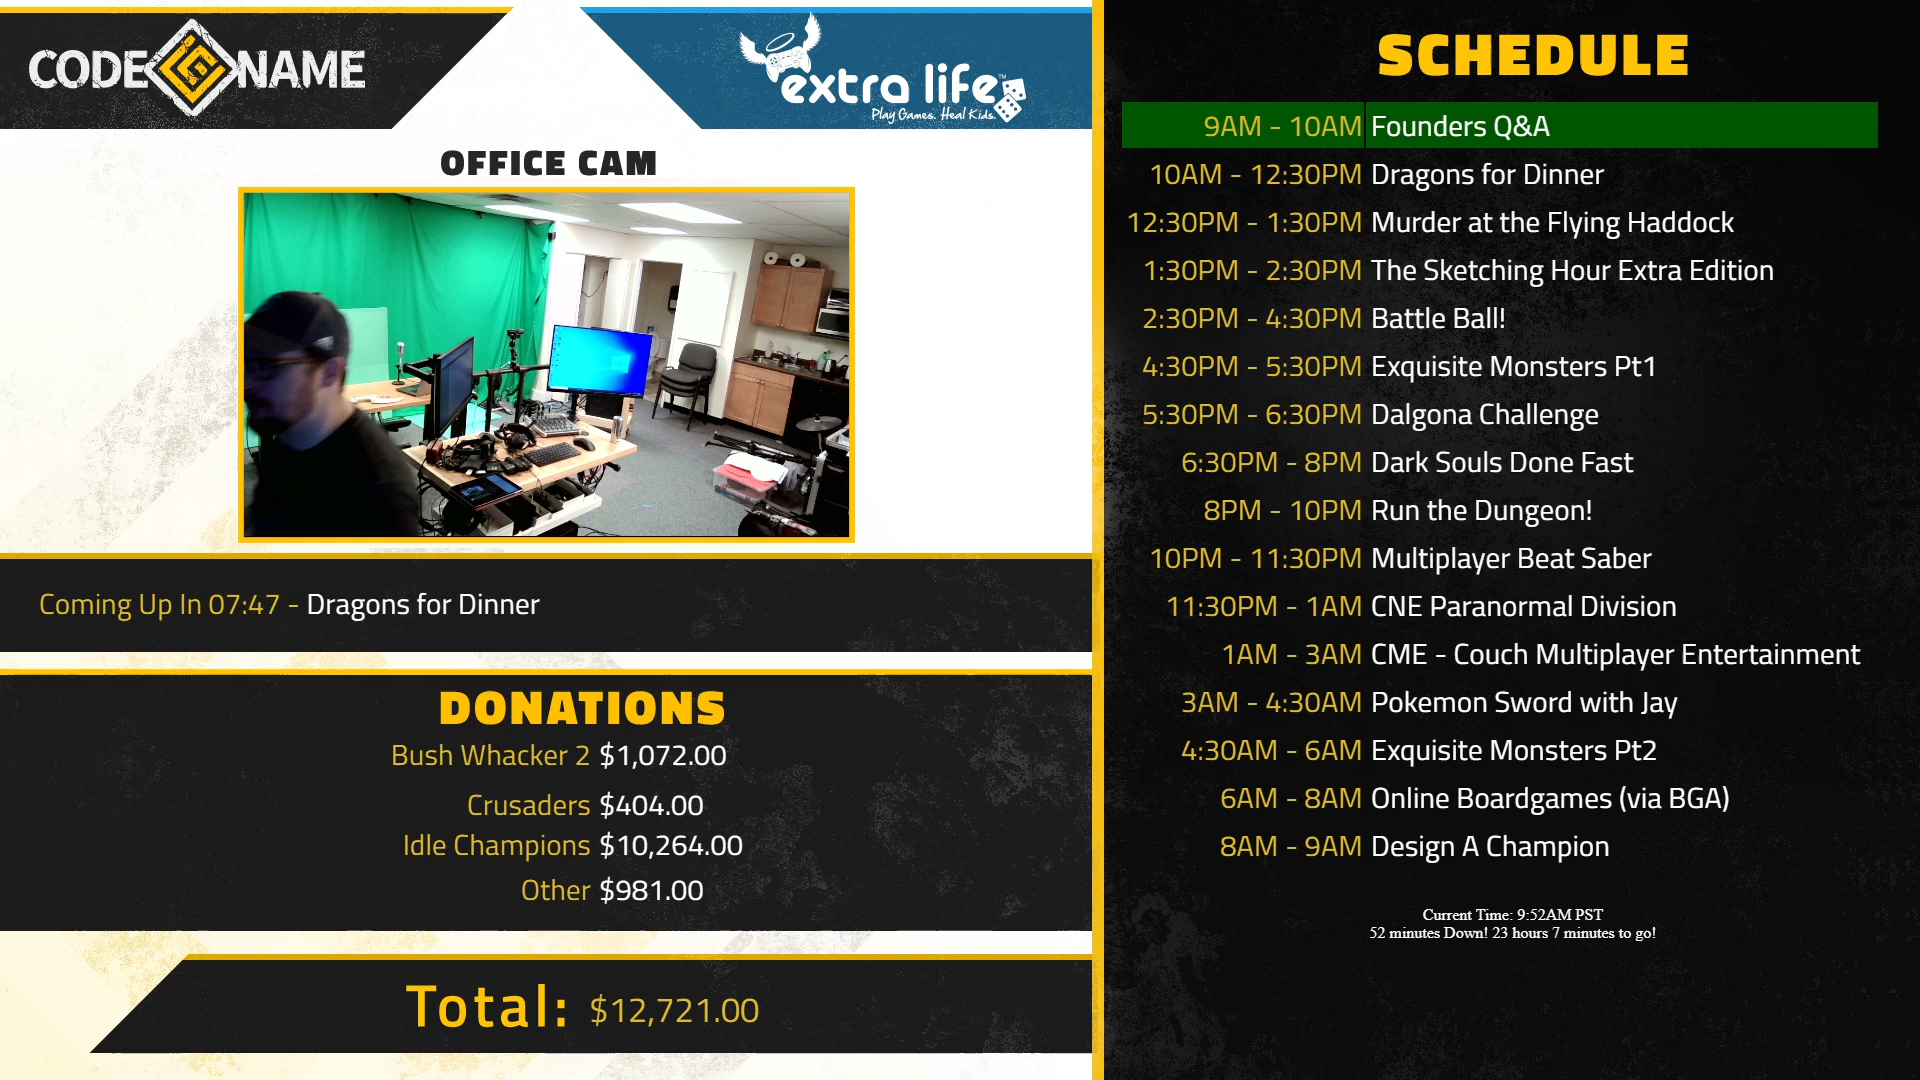 CODE NAME
extra life™
Play Games. Heal Kids.
OFFICE CAM
Coming Up In 07:47 - Dragons for Dinner
DONATIONS
Bush Whacker 2 $1,072.00
Crusaders $404.00
Idle Champions $10,264.00
Other $981.00
Total: $12,721.00
SCHEDULE
9AM - 10AM Founders Q&A
10AM - 12:30PM Dragons for Dinner
12:30PM - 1:30PM Murder at the Flying Haddock
1:30PM - 2:30PM The Sketching Hour Extra Edition
2:30PM - 4:30PM Battle Ball!
4:30PM - 5:30PM Exquisite Monsters Pt1
5:30PM - 6:30PM Dalgona Challenge
6:30PM - 8PM Dark Souls Done Fast
8PM - 10PM Run the Dungeon!
10PM - 11:30PM Multiplayer Beat Saber
11:30PM - 1AM CNE Paranormal Division
1AM - 3AM CME - Couch Multiplayer Entertainment
3AM - 4:30AM Pokemon Sword with Jay
4:30AM - 6AM Exquisite Monsters Pt2
6AM - 8AM Online Boardgames (via BGA)
8AM - 9AM Design A Champion
Current Time: 9:52AM PST
52 minutes Down! 23 hours 7 minutes to go!